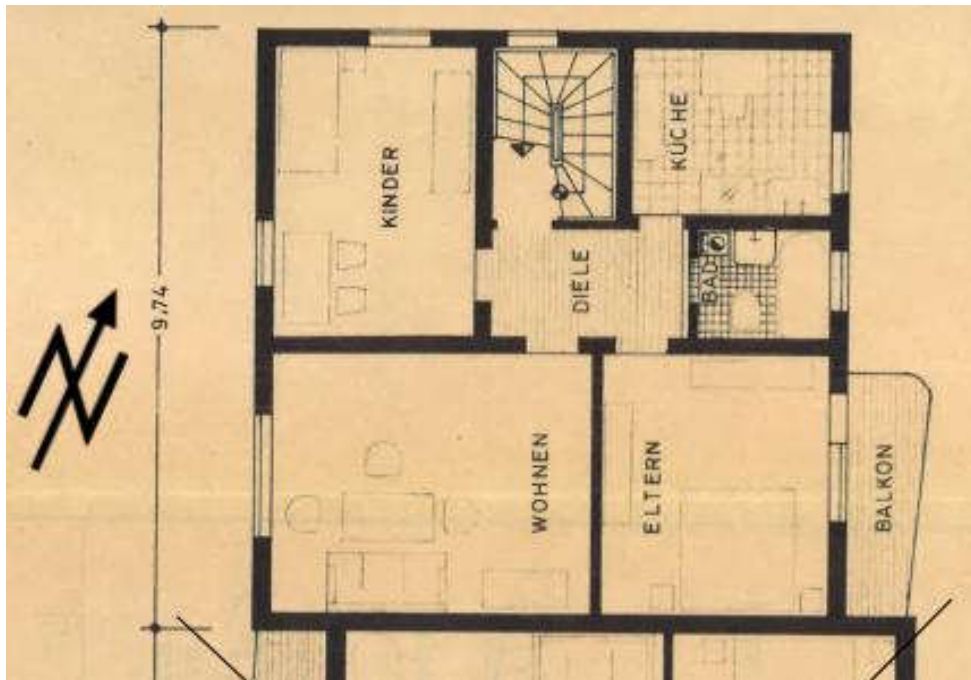 KINDER
KÜCHE
DIELE
BAD
9,74
WOHNEN
ELTERN
BALKON
N